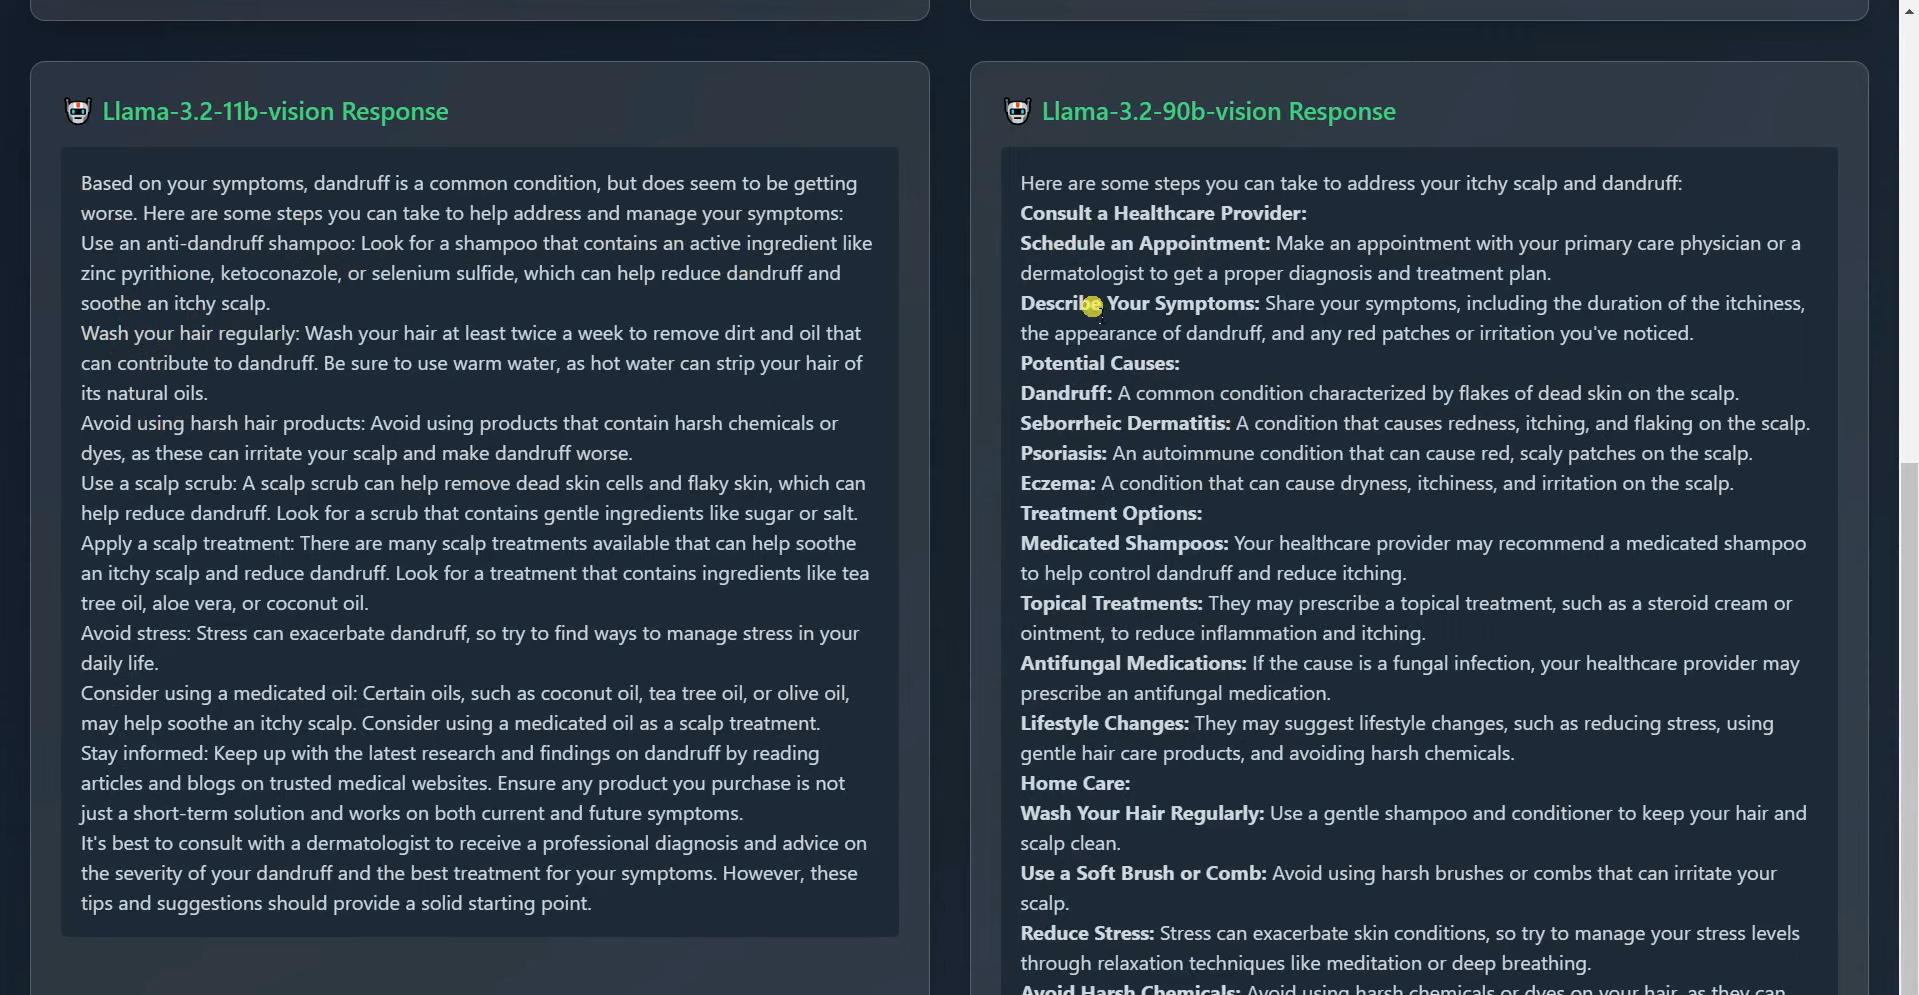 Llama-3.2-11b-vision Response
Based on your symptoms, dandruff is a common condition, but does seem to be getting
worse. Here are some steps you can take to help address and manage your symptoms:
Use an anti-dandruff shampoo: Look for a shampoo that contains an active ingredient like
zinc pyrithione, ketoconazole, or selenium sulfide, which can help reduce dandruff and
soothe an itchy scalp.
Wash your hair regularly: Wash your hair at least twice a week to remove dirt and oil that
can contribute to dandruff. Be sure to use warm water, as hot water can strip your hair of
its natural oils.
Avoid using harsh hair products: Avoid using products that contain harsh chemicals or
dyes, as these can irritate your scalp and make dandruff worse.
Use a scalp scrub: A scalp scrub can help remove dead skin cells and flaky skin, which can
help reduce dandruff. Look for a scrub that contains gentle ingredients like sugar or salt.
Apply a scalp treatment: There are many scalp treatments available that can help soothe
an itchy scalp and reduce dandruff. Look for a treatment that contains ingredients like tea
tree oil, aloe vera, or coconut oil.
Avoid stress: Stress can exacerbate dandruff, so try to find ways to manage stress in your
daily life.
Consider using a medicated oil: Certain oils, such as coconut oil, tea tree oil, or olive oil,
may help soothe an itchy scalp. Consider using a medicated oil as a scalp treatment.
Stay informed: Keep up with the latest research and findings on dandruff by reading
articles and blogs on trusted medical websites. Ensure any product you purchase is not
just a short-term solution and works on both current and future symptoms.
It's best to consult with a dermatologist to receive a professional diagnosis and advice on
the severity of your dandruff and the best treatment for your symptoms. However, these
tips and suggestions should provide a solid starting point.
Llama-3.2-90b-vision Response
Here are some steps you can take to address your itchy scalp and dandruff:
Consult a Healthcare Provider:
Schedule an Appointment: Make an appointment with your primary care physician or a
dermatologist to get a proper diagnosis and treatment plan.
Describe Your Symptoms: Share your symptoms, including the duration of the itchiness,
the appearance of dandruff, and any red patches or irritation you've noticed.
Potential Causes:
Dandruff: A common condition characterized by flakes of dead skin on the scalp.
Seborrheic Dermatitis: A condition that causes redness, itching, and flaking on the scalp.
Psoriasis: An autoimmune condition that can cause red, scaly patches on the scalp.
Eczema: A condition that can cause dryness, itchiness, and irritation on the scalp.
Treatment Options:
Medicated Shampoos: Your healthcare provider may recommend a medicated shampoo
to help control dandruff and reduce itching.
Topical Treatments: They may prescribe a topical treatment, such as a steroid cream or
ointment, to reduce inflammation and itching.
Antifungal Medications: If the cause is a fungal infection, your healthcare provider may
prescribe an antifungal medication.
Lifestyle Changes: They may suggest lifestyle changes, such as reducing stress, using
gentle hair care products, and avoiding harsh chemicals.
Home Care:
Wash Your Hair Regularly: Use a gentle shampoo and conditioner to keep your hair and
scalp clean.
Use a Soft Brush or Comb: Avoid using harsh brushes or combs that can irritate your
scalp.
Reduce Stress: Stress can exacerbate skin conditions, so try to manage your stress levels
through relaxation techniques like meditation or deep breathing.
Avoid Harsh Chemicals: Avoid using harsh chemicals or dyes on your hair, as they can